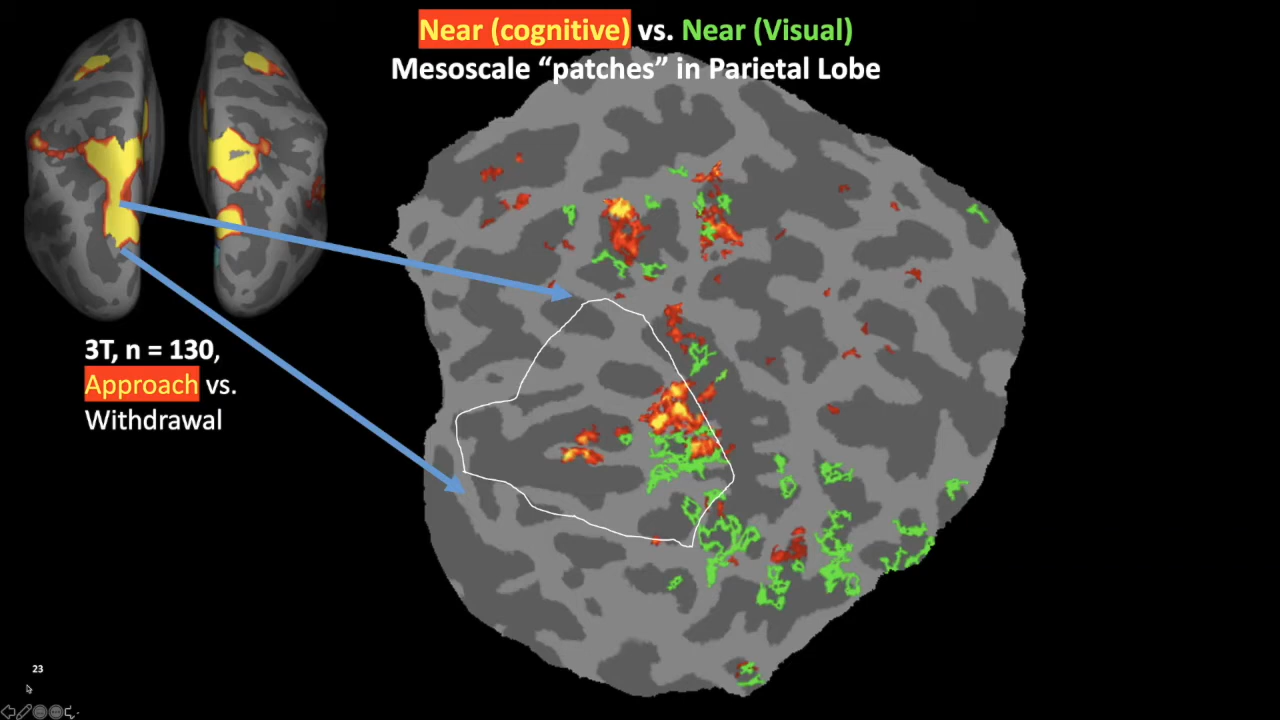 Near (cognitive) vs. Near (Visual)
Mesoscale “patches” in Parietal Lobe
3T, n = 130,
Approach vs.
Withdrawal
23